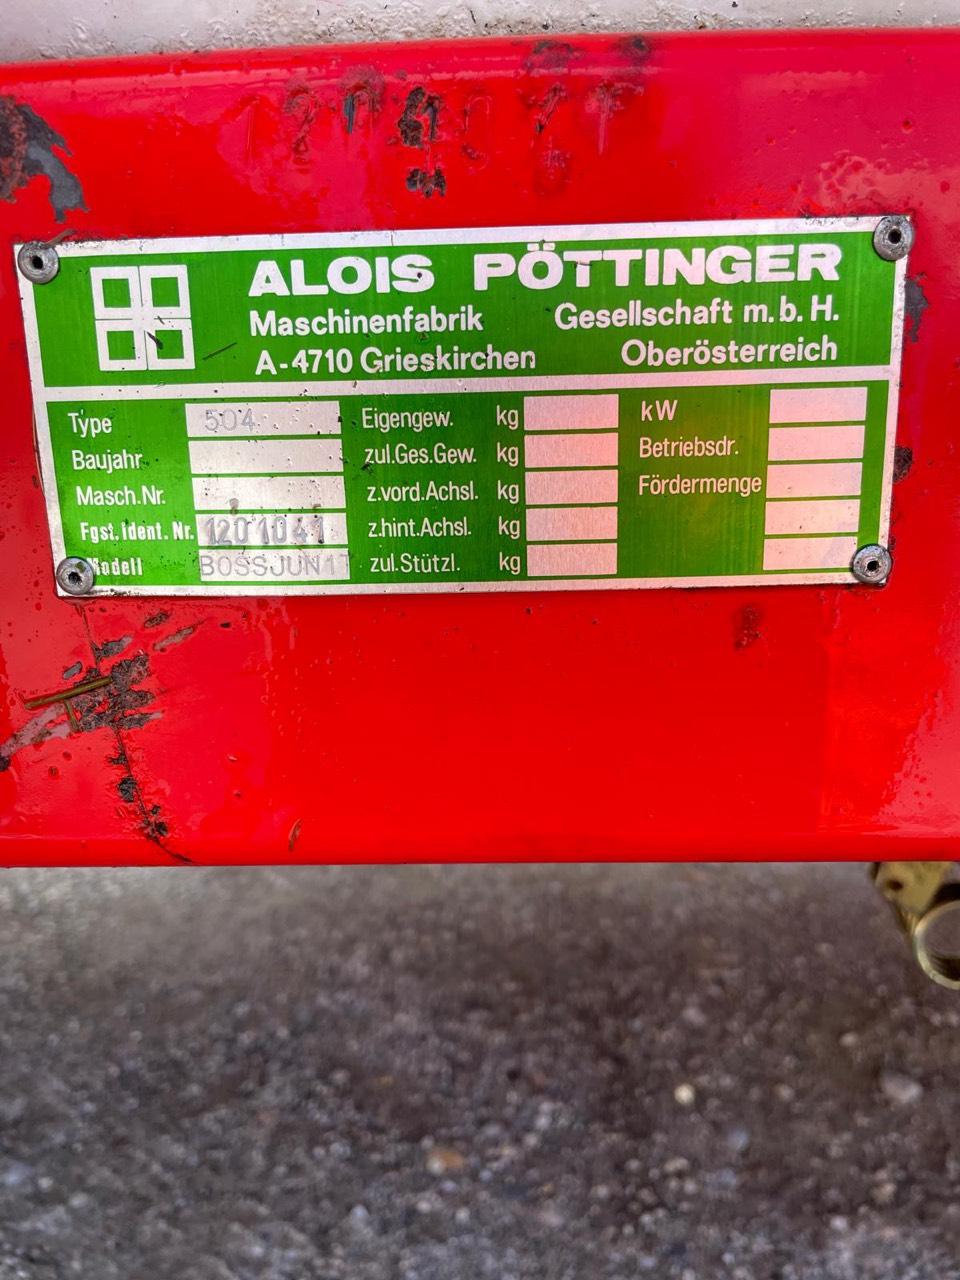 ALOIS PÖTTINGER
Maschinenfabrik Gesellschaft m.b.H.
A-4710 Grieskirchen Oberösterreich
Type 504 Eigengew. kg kW
Baujahr zul.Ges.Gew. kg Betriebsdr.
Masch.Nr. z.vord.Achsl. kg Fördermenge
Fgst.ident.Nr. 1201041 z.hint.Achsl. kg
Modell BOSSJUN1T zul.Stützl. kg